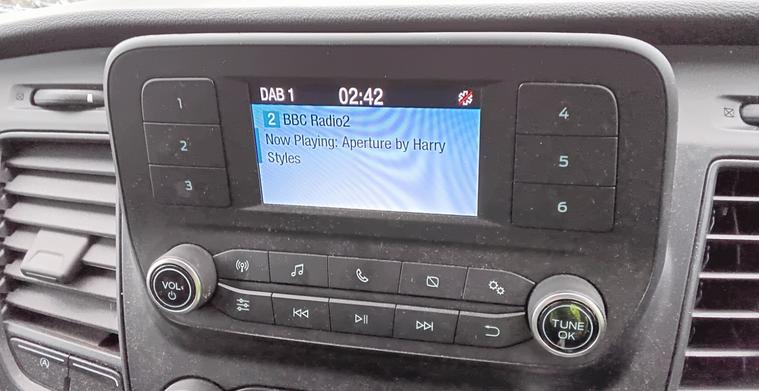 DAB 1 02:42
2 BBC Radio2
Now Playing: Aperture by Harry
Styles
1
2
3
4
5
6
VOL
TUNE
OK
A